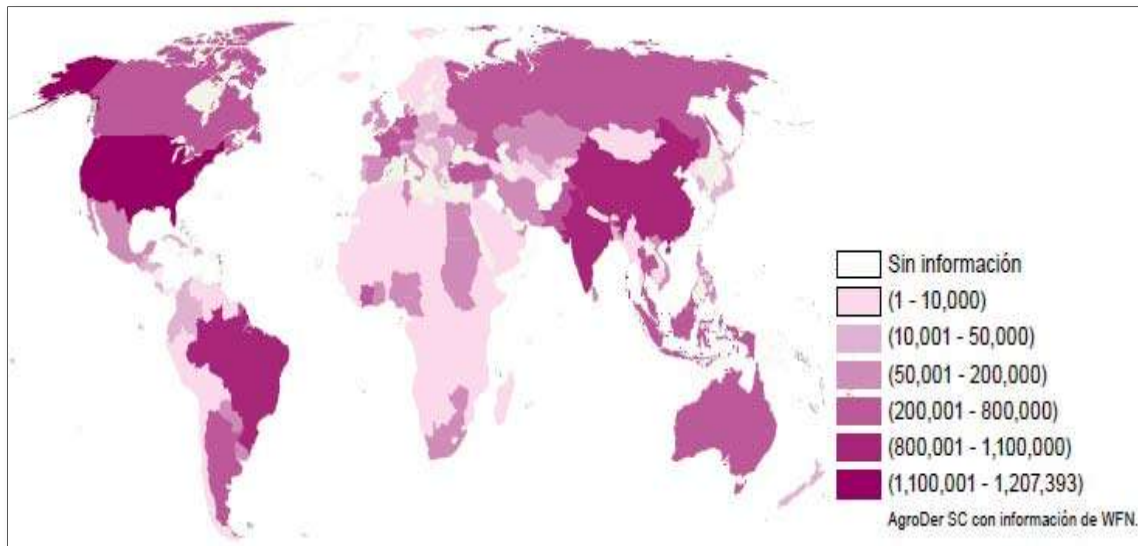 Sin información
(1 - 10,000)
(10,001 - 50,000)
(50,001 - 200,000)
(200,001 - 800,000)
(800,001 - 1,100,000)
(1,100,001 - 1,207,393)
AgroDer SC con información de WFN.